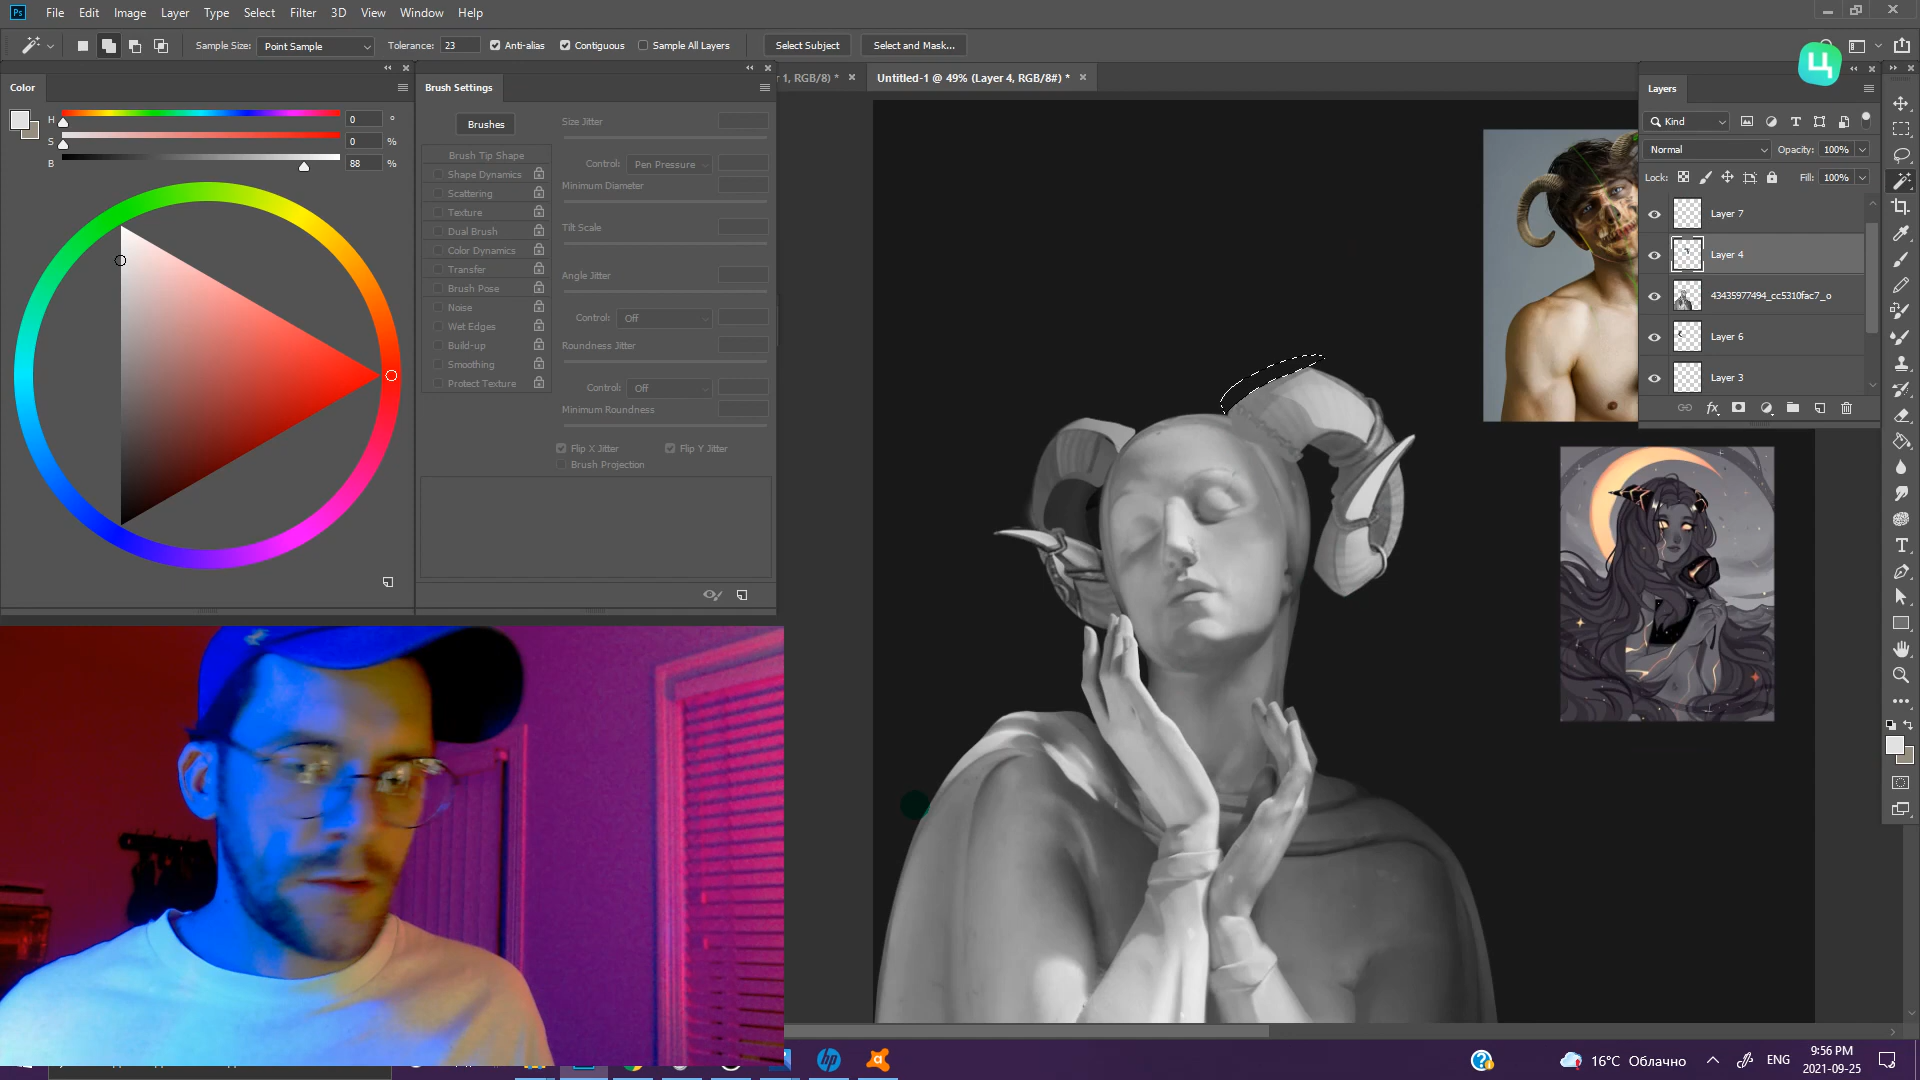 Ps File Edit Image Layer Type Select Filter 3D View Window Help
Sample Size: Point Sample Tolerance: 23 Anti-alias Contiguous Sample All Layers Select Subject Select and Mask...
Ц
r 1, RGB/8) * Untitled-1 @ 49% (Layer 4, RGB/8#) *
Color
H 0 °
S 0 %
B 88 %
Brush Settings
Brushes
Brush Tip Shape
Shape Dynamics
Scattering
Texture
Dual Brush
Color Dynamics
Transfer
Brush Pose
Noise
Wet Edges
Build-up
Smoothing
Protect Texture
Size Jitter
Control: Pen Pressure
Minimum Diameter
Tilt Scale
Angle Jitter
Control: Off
Roundness Jitter
Control: Off
Minimum Roundness
Flip X Jitter Flip Y Jitter
Brush Projection
Layers
Kind
Normal Opacity: 100%
Lock: Fill: 100%
Layer 7
Layer 4
43435977494_cc5310fac7_o
Layer 6
Layer 3
fx
T
hp
16°C Облачно ENG 9:56 PM
2021-09-25